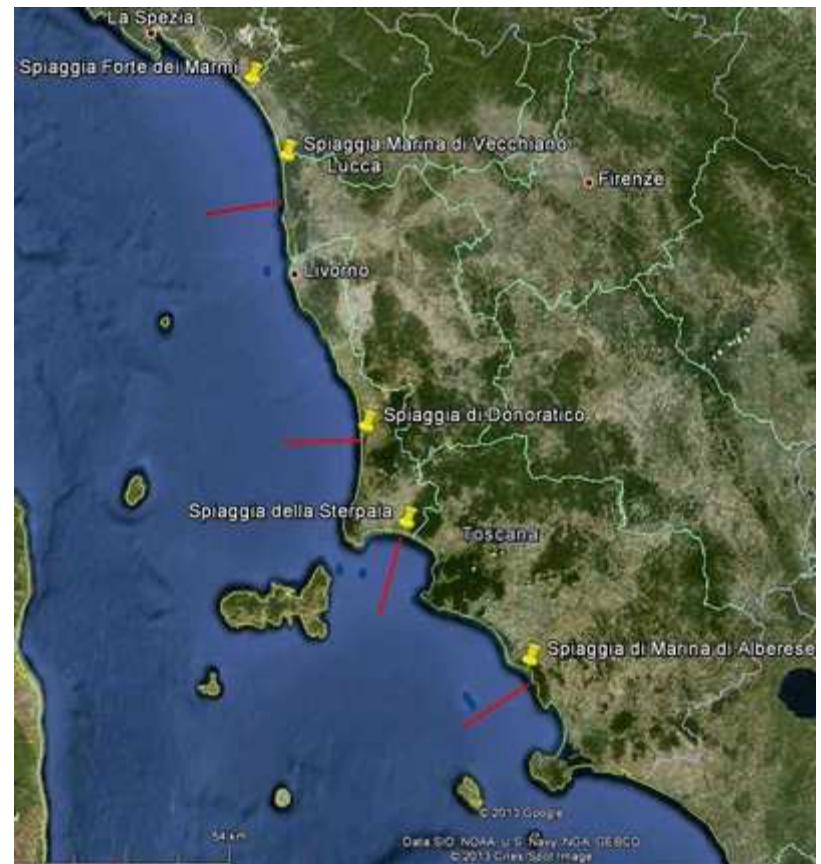 La Spezia
Spiaggia Forte dei Marmi
Spiaggia Marina di Vecchiano
Lucca
Firenze
Livorno
Spiaggia di Donoratico
Spiaggia della Sterpaia
Toscana
Spiaggia di Marina di Alberese
© 2013 Google
54 km
Data SIO, NOAA, U.S. Navy, NGA, GEBCO
© 2013 Cnes/Spot Image